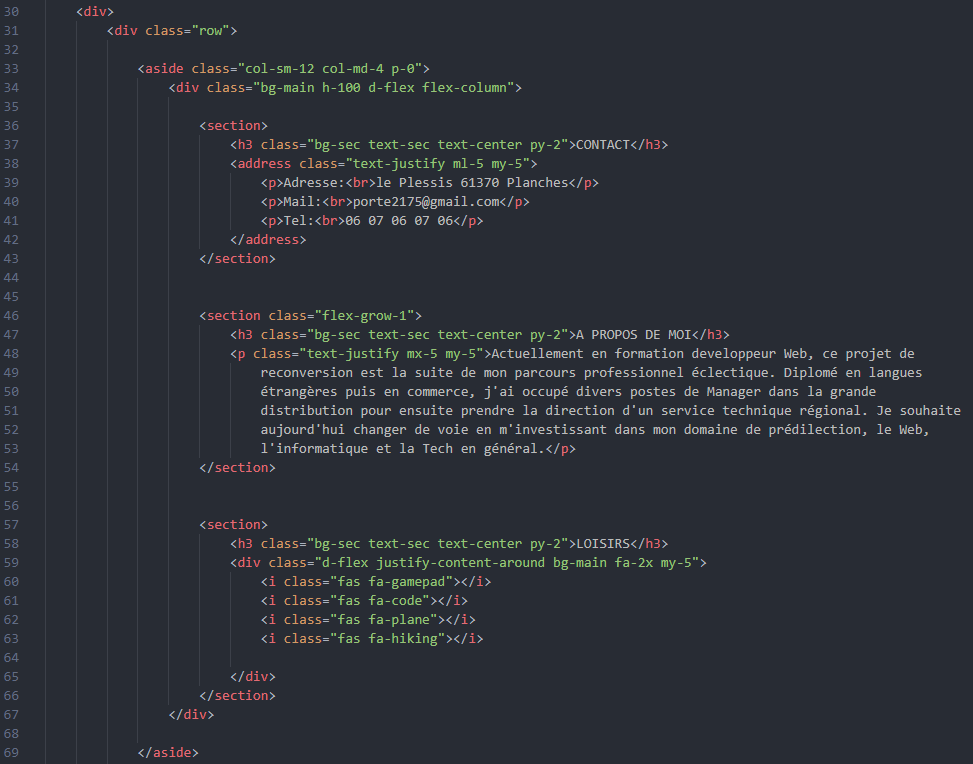 30 <div>
31 <div class="row">
32
33 <aside class="col-sm-12 col-md-4 p-0">
34 <div class="bg-main h-100 d-flex flex-column">
35
36 <section>
37 <h3 class="bg-sec text-sec text-center py-2">CONTACT</h3>
38 <address class="text-justify ml-5 my-5">
39 <p>Adresse:<br>le Plessis 61370 Planches</p>
40 <p>Mail:<br>porte2175@gmail.com</p>
41 <p>Tel:<br>06 07 06 07 06</p>
42 </address>
43 </section>
44
45
46 <section class="flex-grow-1">
47 <h3 class="bg-sec text-sec text-center py-2">A PROPOS DE MOI</h3>
48 <p class="text-justify mx-5 my-5">Actuellement en formation developpeur Web, ce projet de
49 reconversion est la suite de mon parcours professionnel éclectique. Diplomé en langues
50 étrangères puis en commerce, j'ai occupé divers postes de Manager dans la grande
51 distribution pour ensuite prendre la direction d'un service technique régional. Je souhaite
52 aujourd'hui changer de voie en m'investissant dans mon domaine de prédilection, le Web,
53 l'informatique et la Tech en général.</p>
54 </section>
55
56
57 <section>
58 <h3 class="bg-sec text-sec text-center py-2">LOISIRS</h3>
59 <div class="d-flex justify-content-around bg-main fa-2x my-5">
60 <i class="fas fa-gamepad"></i>
61 <i class="fas fa-code"></i>
62 <i class="fas fa-plane"></i>
63 <i class="fas fa-hiking"></i>
64
65 </div>
66 </section>
67 </div>
68
69 </aside>